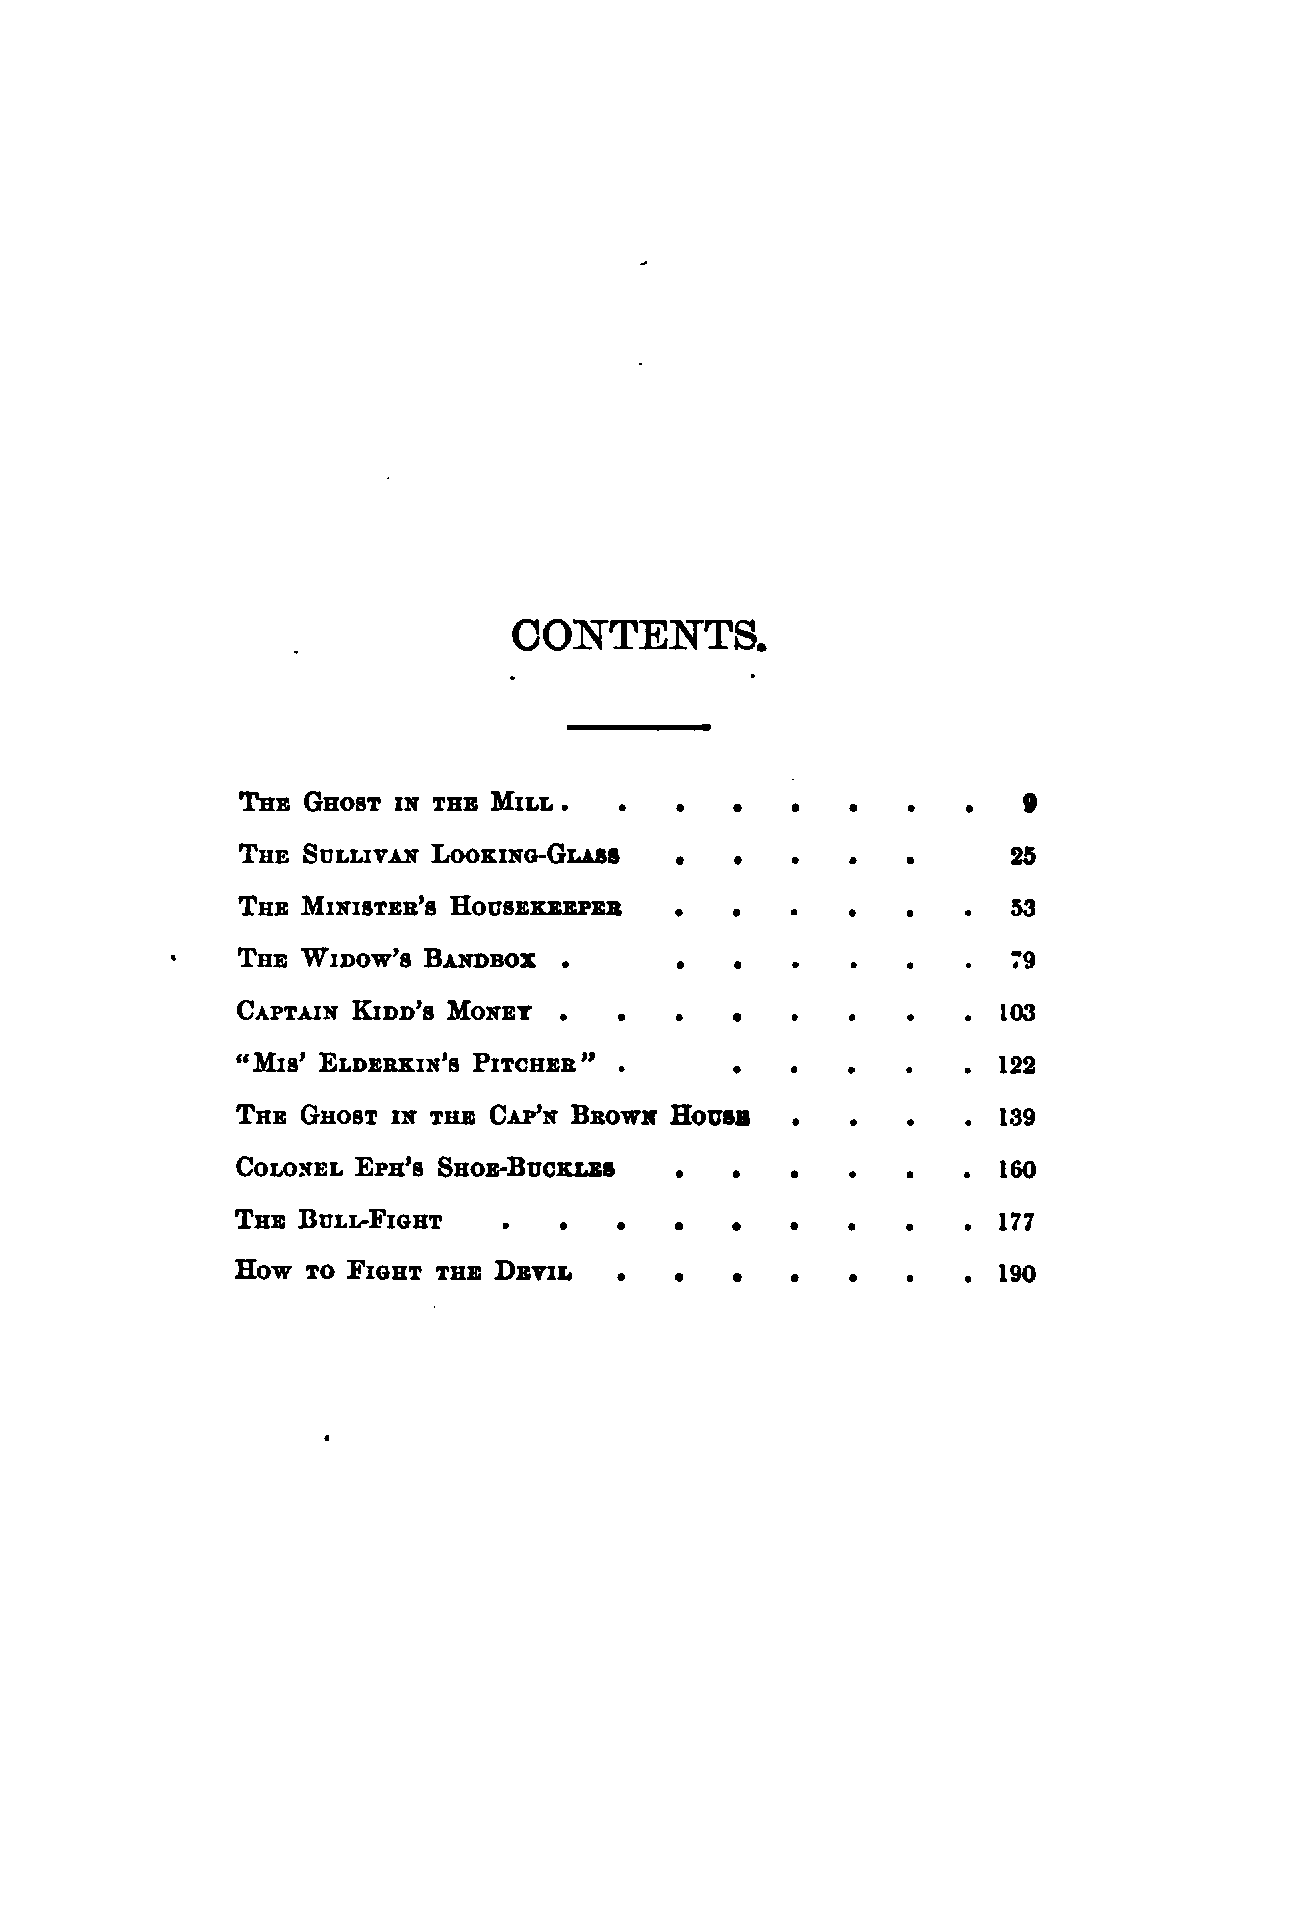 CONTENTS.
The Ghost in the Mill . . . . . . . . 9
The Sullivan Looking-Glass . . . . . 25
The Minister's Housekeeper . . . . . . 53
The Widow's Bandbox . . . . . . . 79
Captain Kidd's Money . . . . . . . . 103
"Mis' Elderkin's Pitcher" . . . . . . 122
The Ghost in the Cap'n Brown House . . . . 139
Colonel Eph's Shoe-Buckles . . . . . . 160
The Bull-Fight . . . . . . . . . 177
How to Fight the Devil . . . . . . . 190